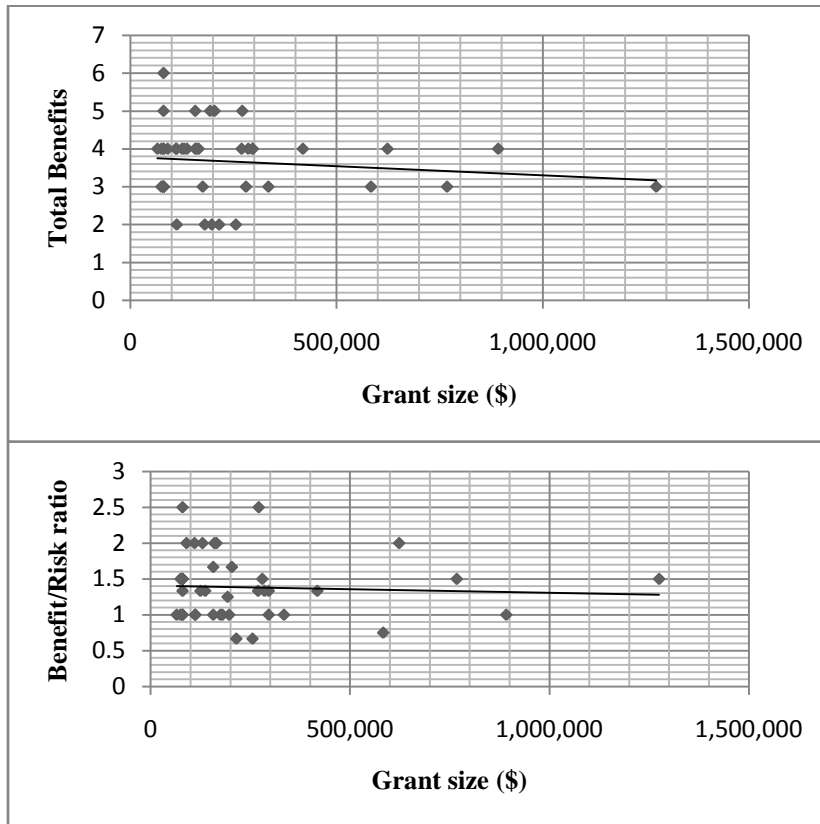 Total Benefits
7
6
5
4
3
2
1
0
0 500,000 1,000,000 1,500,000
Grant size ($)
Benefit/Risk ratio
3
2.5
2
1.5
1
0.5
0
0 500,000 1,000,000 1,500,000
Grant size ($)